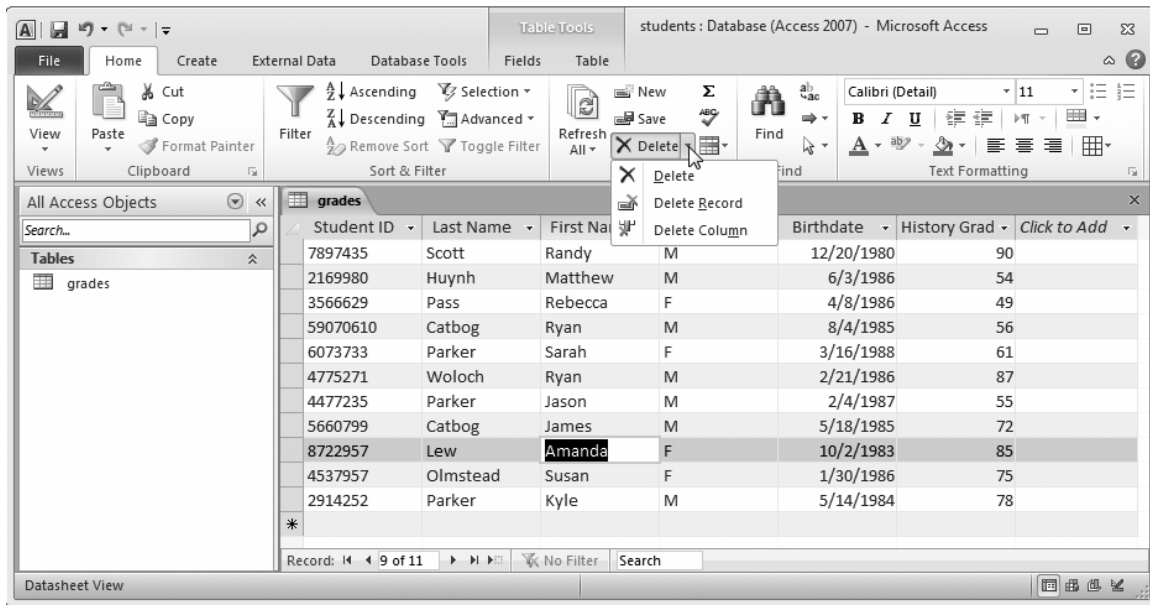 Table Tools
students : Database (Access 2007) - Microsoft Access
File Home Create External Data Database Tools Fields Table
View
Views
Paste
Cut
Copy
Format Painter
Clipboard
Filter
Ascending
Descending
Remove Sort
Selection
Advanced
Toggle Filter
Sort & Filter
Refresh All
New
Save
Delete
Find
Find
Calibri (Detail) 11
B I U
Text Formatting
Delete
Delete Record
Delete Column
All Access Objects
Search...
Tables
grades
grades
Student ID Last Name First Na Birthdate History Grad Click to Add
7897435 Scott Randy M 12/20/1980 90
2169980 Huynh Matthew M 6/3/1986 54
3566629 Pass Rebecca F 4/8/1986 49
59070610 Catbog Ryan M 8/4/1985 56
6073733 Parker Sarah F 3/16/1988 61
4775271 Woloch Ryan M 2/21/1986 87
4477235 Parker Jason M 2/4/1987 55
5660799 Catbog James M 5/18/1985 72
8722957 Lew Amanda F 10/2/1983 85
4537957 Olmstead Susan F 1/30/1986 75
2914252 Parker Kyle M 5/14/1984 78
Record: 9 of 11 No Filter Search
Datasheet View